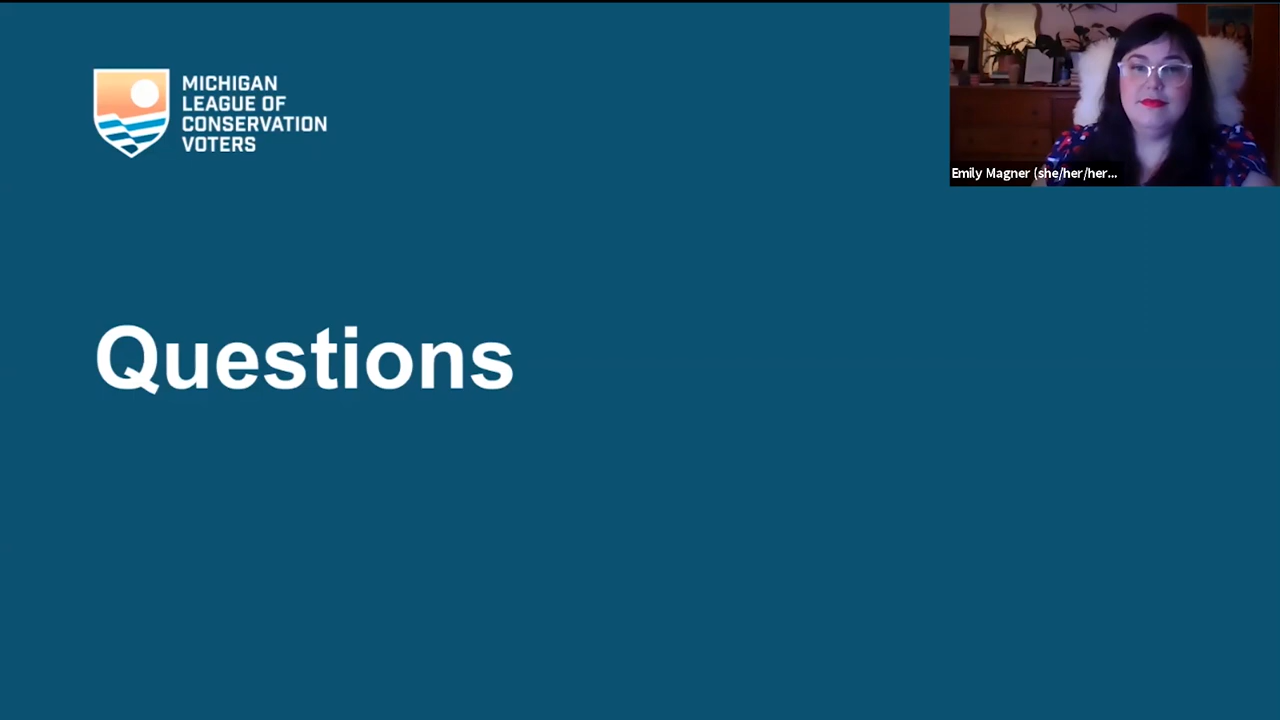 MICHIGAN
LEAGUE OF
CONSERVATION
VOTERS
Emily Magner (she/her/her...
Questions